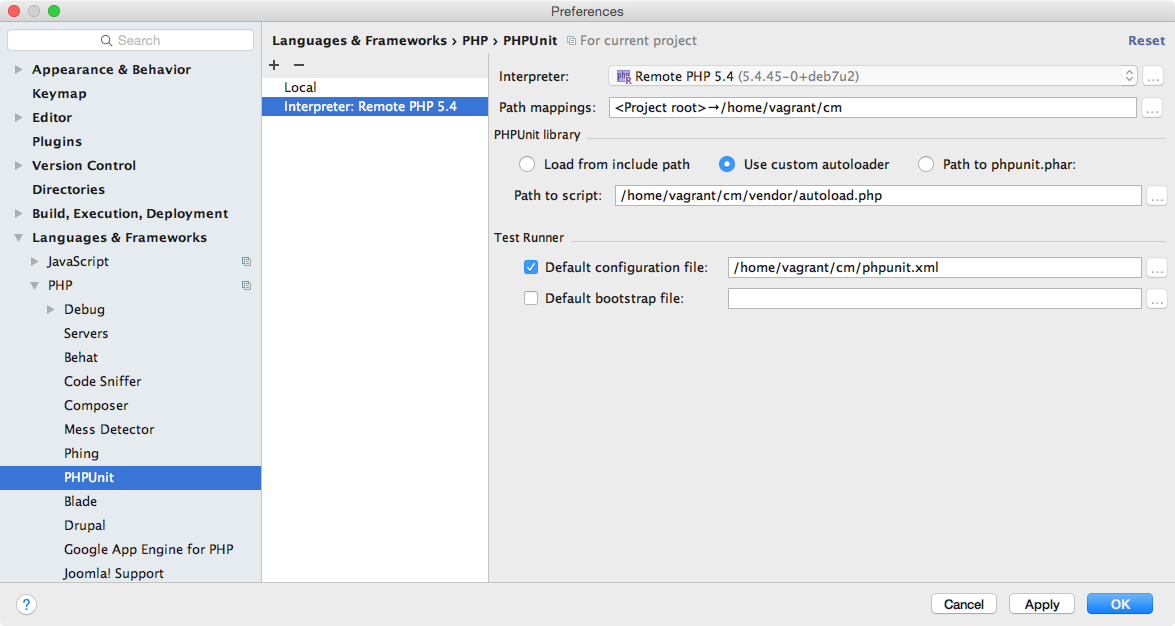 Preferences
Search
Appearance & Behavior
Keymap
Editor
Plugins
Version Control
Directories
Build, Execution, Deployment
Languages & Frameworks
JavaScript
PHP
Debug
Servers
Behat
Code Sniffer
Composer
Mess Detector
Phing
PHPUnit
Blade
Drupal
Google App Engine for PHP
Joomla! Support
Languages & Frameworks › PHP › PHPUnit For current project
Reset
+ −
Local
Interpreter: Remote PHP 5.4
Interpreter: Remote PHP 5.4 (5.4.45-0+deb7u2) ...
Path mappings: <Project root>→/home/vagrant/cm ...
PHPUnit library
Load from include path Use custom autoloader Path to phpunit.phar:
Path to script: /home/vagrant/cm/vendor/autoload.php ...
Test Runner
Default configuration file: /home/vagrant/cm/phpunit.xml ...
Default bootstrap file: ...
? Cancel Apply OK